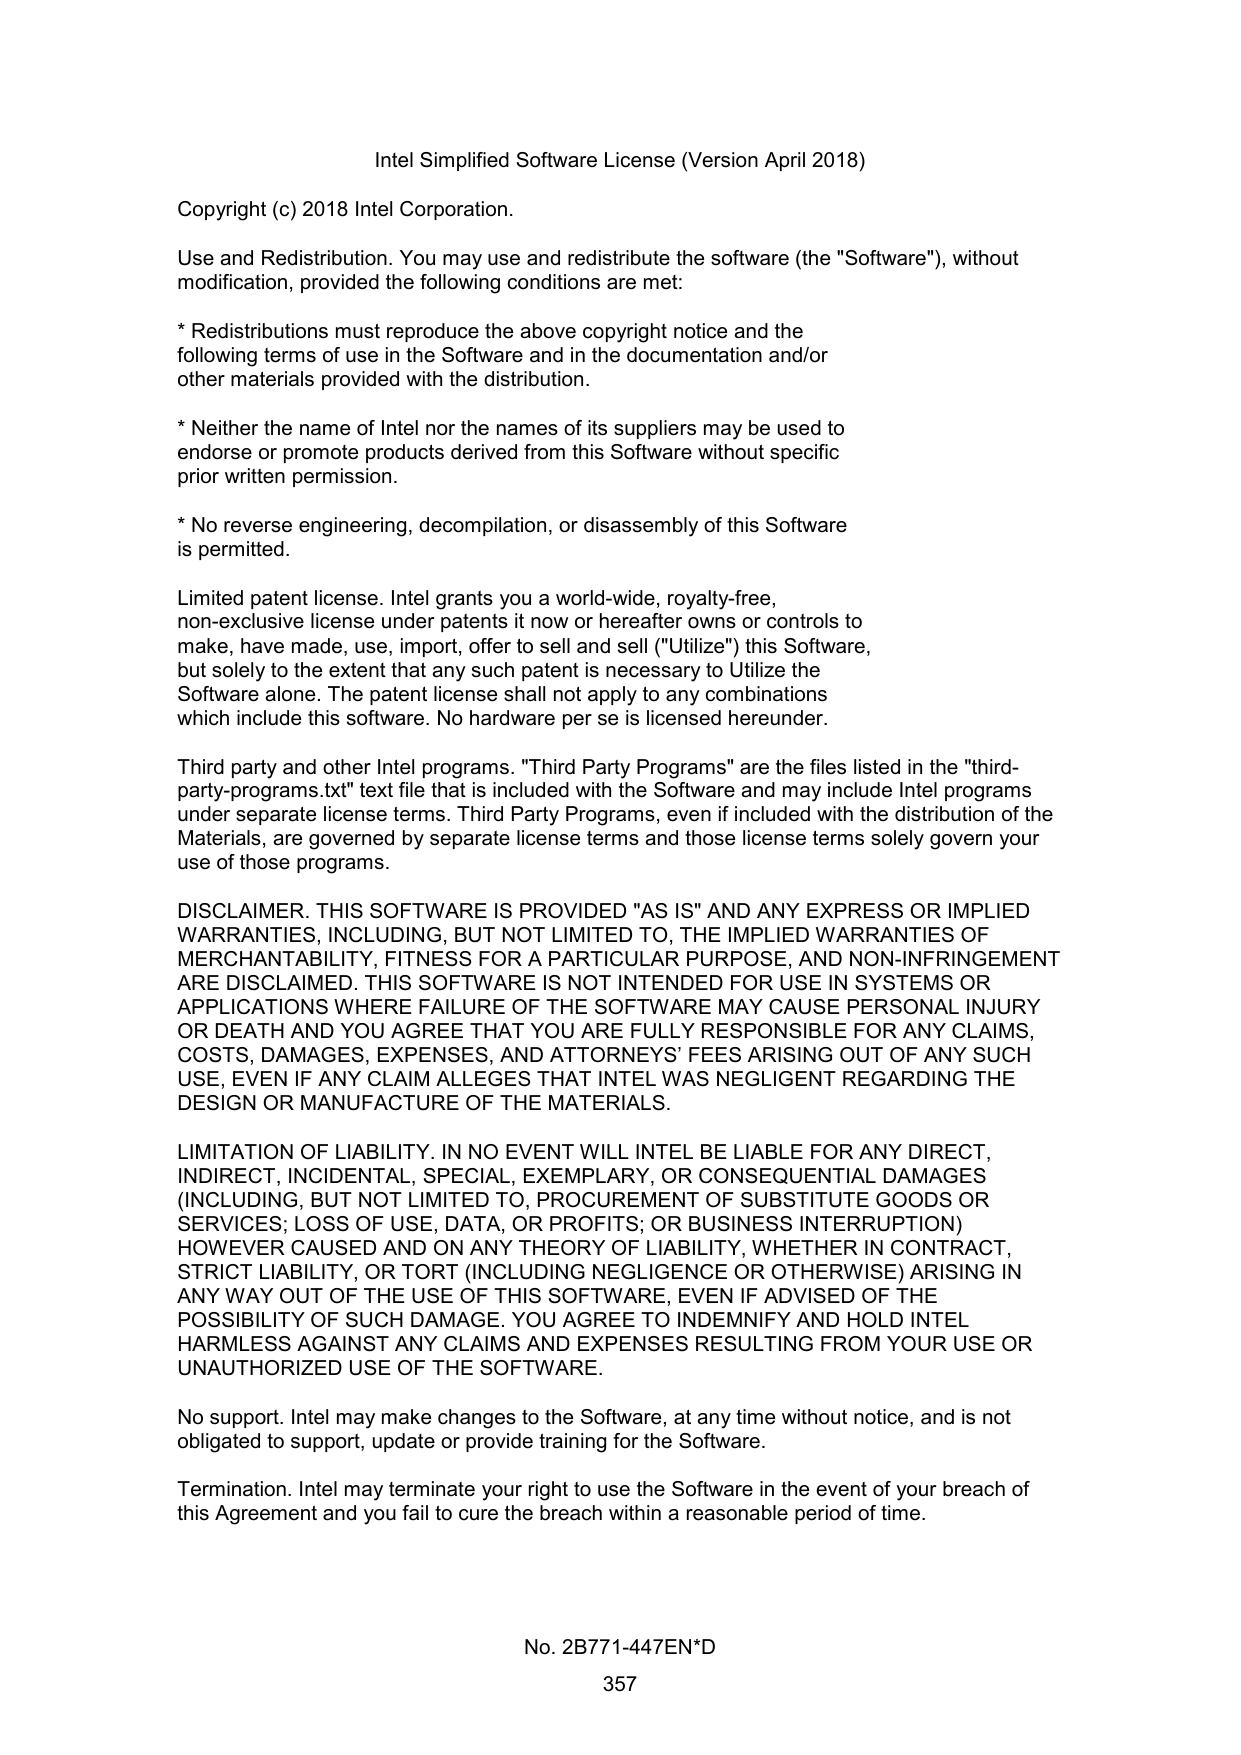 Intel Simplified Software License (Version April 2018)
Copyright (c) 2018 Intel Corporation.
Use and Redistribution. You may use and redistribute the software (the "Software"), without
modification, provided the following conditions are met:
* Redistributions must reproduce the above copyright notice and the
following terms of use in the Software and in the documentation and/or
other materials provided with the distribution.
* Neither the name of Intel nor the names of its suppliers may be used to
endorse or promote products derived from this Software without specific
prior written permission.
* No reverse engineering, decompilation, or disassembly of this Software
is permitted.
Limited patent license. Intel grants you a world-wide, royalty-free,
non-exclusive license under patents it now or hereafter owns or controls to
make, have made, use, import, offer to sell and sell ("Utilize") this Software,
but solely to the extent that any such patent is necessary to Utilize the
Software alone. The patent license shall not apply to any combinations
which include this software. No hardware per se is licensed hereunder.
Third party and other Intel programs. "Third Party Programs" are the files listed in the "third-
party-programs.txt" text file that is included with the Software and may include Intel programs
under separate license terms. Third Party Programs, even if included with the distribution of the
Materials, are governed by separate license terms and those license terms solely govern your
use of those programs.
DISCLAIMER. THIS SOFTWARE IS PROVIDED "AS IS" AND ANY EXPRESS OR IMPLIED
WARRANTIES, INCLUDING, BUT NOT LIMITED TO, THE IMPLIED WARRANTIES OF
MERCHANTABILITY, FITNESS FOR A PARTICULAR PURPOSE, AND NON-INFRINGEMENT
ARE DISCLAIMED. THIS SOFTWARE IS NOT INTENDED FOR USE IN SYSTEMS OR
APPLICATIONS WHERE FAILURE OF THE SOFTWARE MAY CAUSE PERSONAL INJURY
OR DEATH AND YOU AGREE THAT YOU ARE FULLY RESPONSIBLE FOR ANY CLAIMS,
COSTS, DAMAGES, EXPENSES, AND ATTORNEYS’ FEES ARISING OUT OF ANY SUCH
USE, EVEN IF ANY CLAIM ALLEGES THAT INTEL WAS NEGLIGENT REGARDING THE
DESIGN OR MANUFACTURE OF THE MATERIALS.
LIMITATION OF LIABILITY. IN NO EVENT WILL INTEL BE LIABLE FOR ANY DIRECT,
INDIRECT, INCIDENTAL, SPECIAL, EXEMPLARY, OR CONSEQUENTIAL DAMAGES
(INCLUDING, BUT NOT LIMITED TO, PROCUREMENT OF SUBSTITUTE GOODS OR
SERVICES; LOSS OF USE, DATA, OR PROFITS; OR BUSINESS INTERRUPTION)
HOWEVER CAUSED AND ON ANY THEORY OF LIABILITY, WHETHER IN CONTRACT,
STRICT LIABILITY, OR TORT (INCLUDING NEGLIGENCE OR OTHERWISE) ARISING IN
ANY WAY OUT OF THE USE OF THIS SOFTWARE, EVEN IF ADVISED OF THE
POSSIBILITY OF SUCH DAMAGE. YOU AGREE TO INDEMNIFY AND HOLD INTEL
HARMLESS AGAINST ANY CLAIMS AND EXPENSES RESULTING FROM YOUR USE OR
UNAUTHORIZED USE OF THE SOFTWARE.
No support. Intel may make changes to the Software, at any time without notice, and is not
obligated to support, update or provide training for the Software.
Termination. Intel may terminate your right to use the Software in the event of your breach of
this Agreement and you fail to cure the breach within a reasonable period of time.
No. 2B771-447EN*D
357